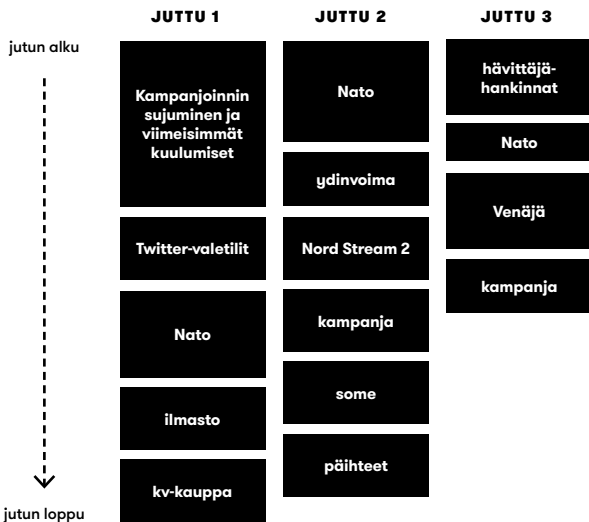 JUTTU 1
JUTTU 2
JUTTU 3
jutun alku
Kampanjoinnin
sujuminen ja
viimeisimmät
kuulumiset
Twitter-valetilit
Nato
ilmasto
kv-kauppa
Nato
ydinvoima
Nord Stream 2
kampanja
some
päihteet
hävittäjä-
hankinnat
Nato
Venäjä
kampanja
jutun loppu